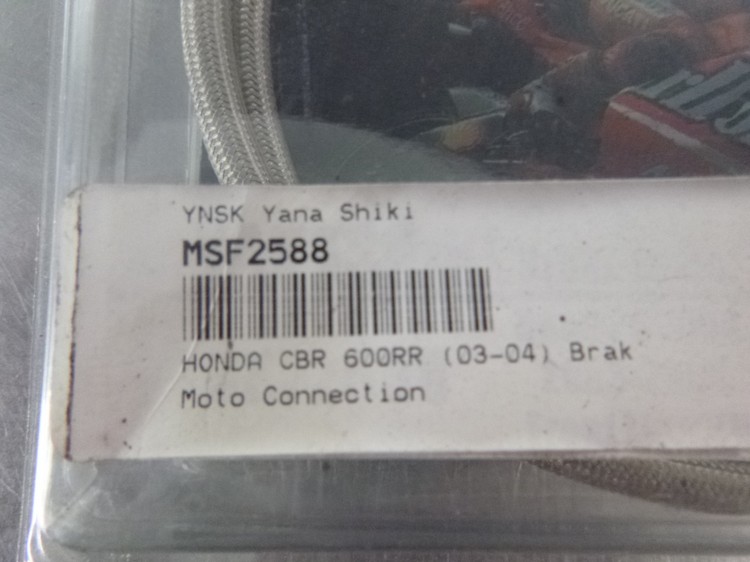 YNSK Yana Shiki
MSF2588
HONDA CBR 600RR (03-04) Brak
Moto Connection